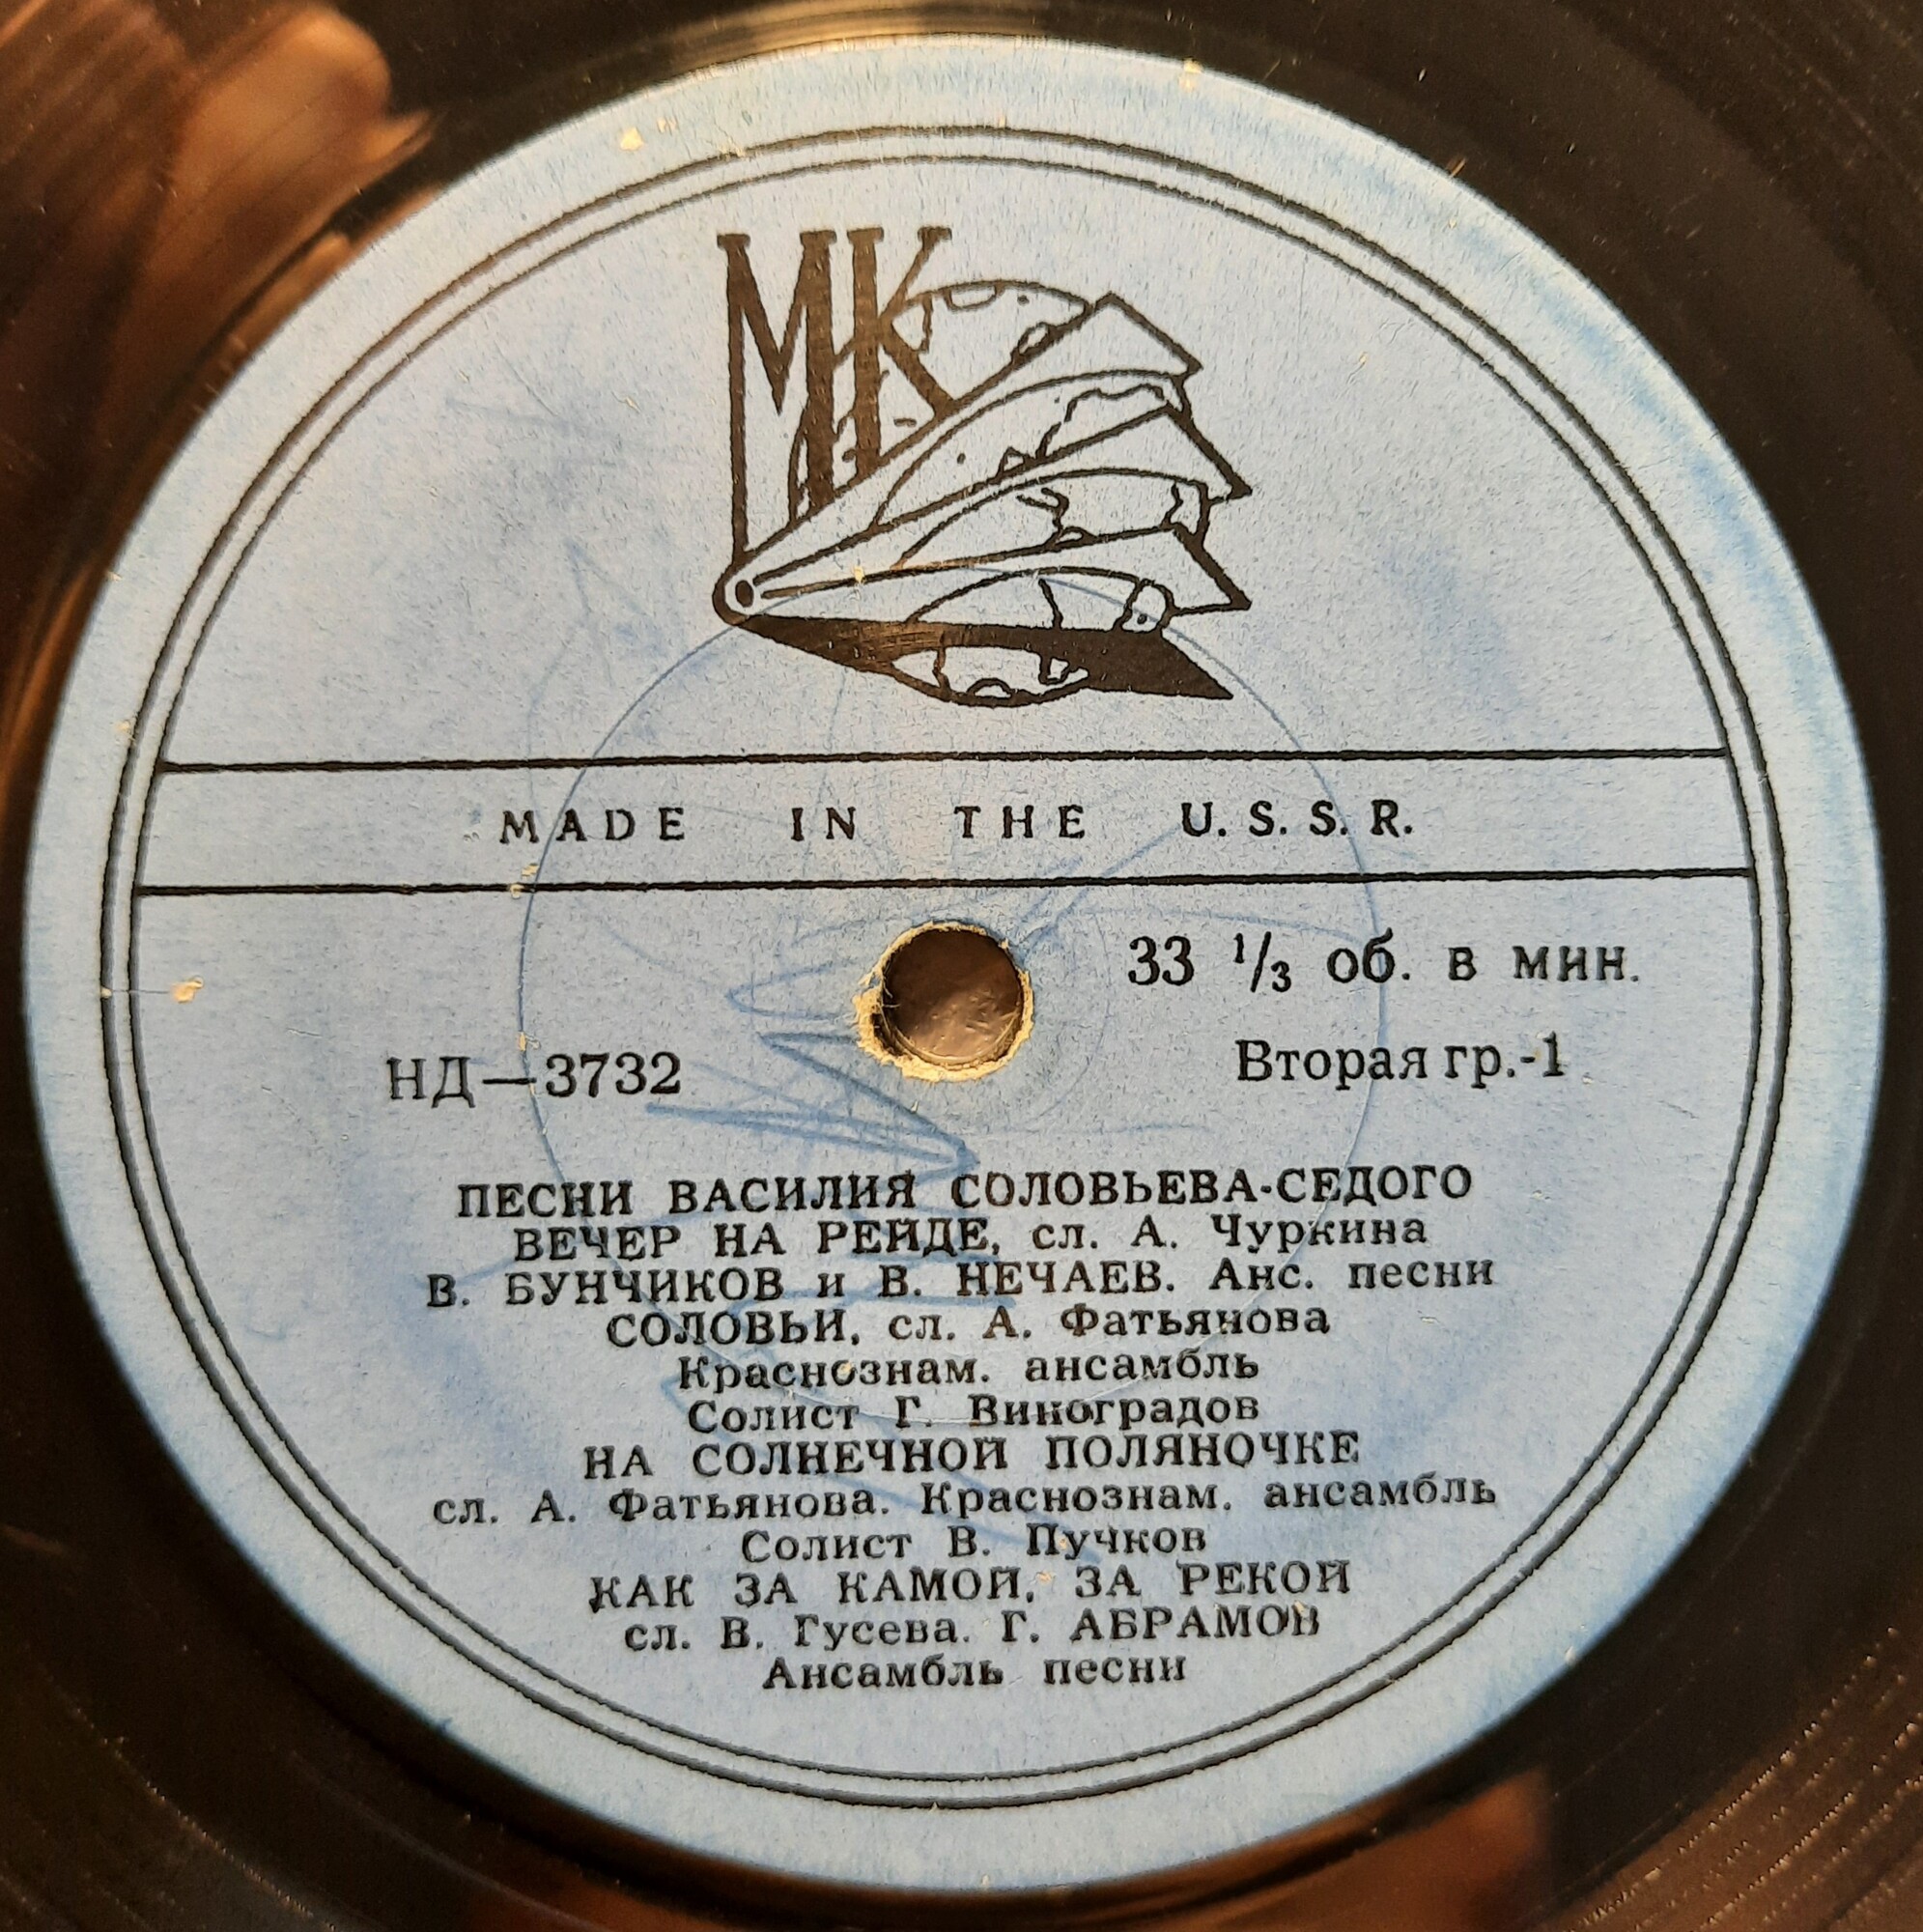 МК
MADE IN THE U.S.S.R.
33 1/3 об. в мин.
НД—3732 Вторая гр.-1
ПЕСНИ ВАСИЛИЯ СОЛОВЬЕВА-СЕДОГО
ВЕЧЕР НА РЕЙДЕ, сл. А. Чуркина
В. БУНЧИКОВ и В. НЕЧАЕВ. Анс. песни
СОЛОВЬИ, сл. А. Фатьянова
Краснознам. ансамбль
Солист Г. Виноградов
НА СОЛНЕЧНОЙ ПОЛЯНОЧКЕ
сл. А. Фатьянова. Краснознам. ансамбль
Солист В. Пучков
КАК ЗА КАМОЙ, ЗА РЕКОЙ
сл. В. Гусева. Г. АБРАМОВ
Ансамбль песни